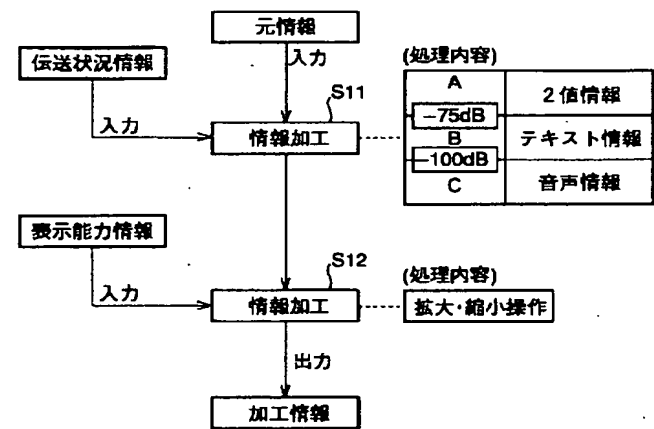 元情報
伝送状況情報
入力
(処理内容)
S11
A
2値情報
−75dB
入力
情報加工
B
テキスト情報
−100dB
C
音声情報
表示能力情報
S12
(処理内容)
入力
情報加工
拡大・縮小操作
出力
加工情報